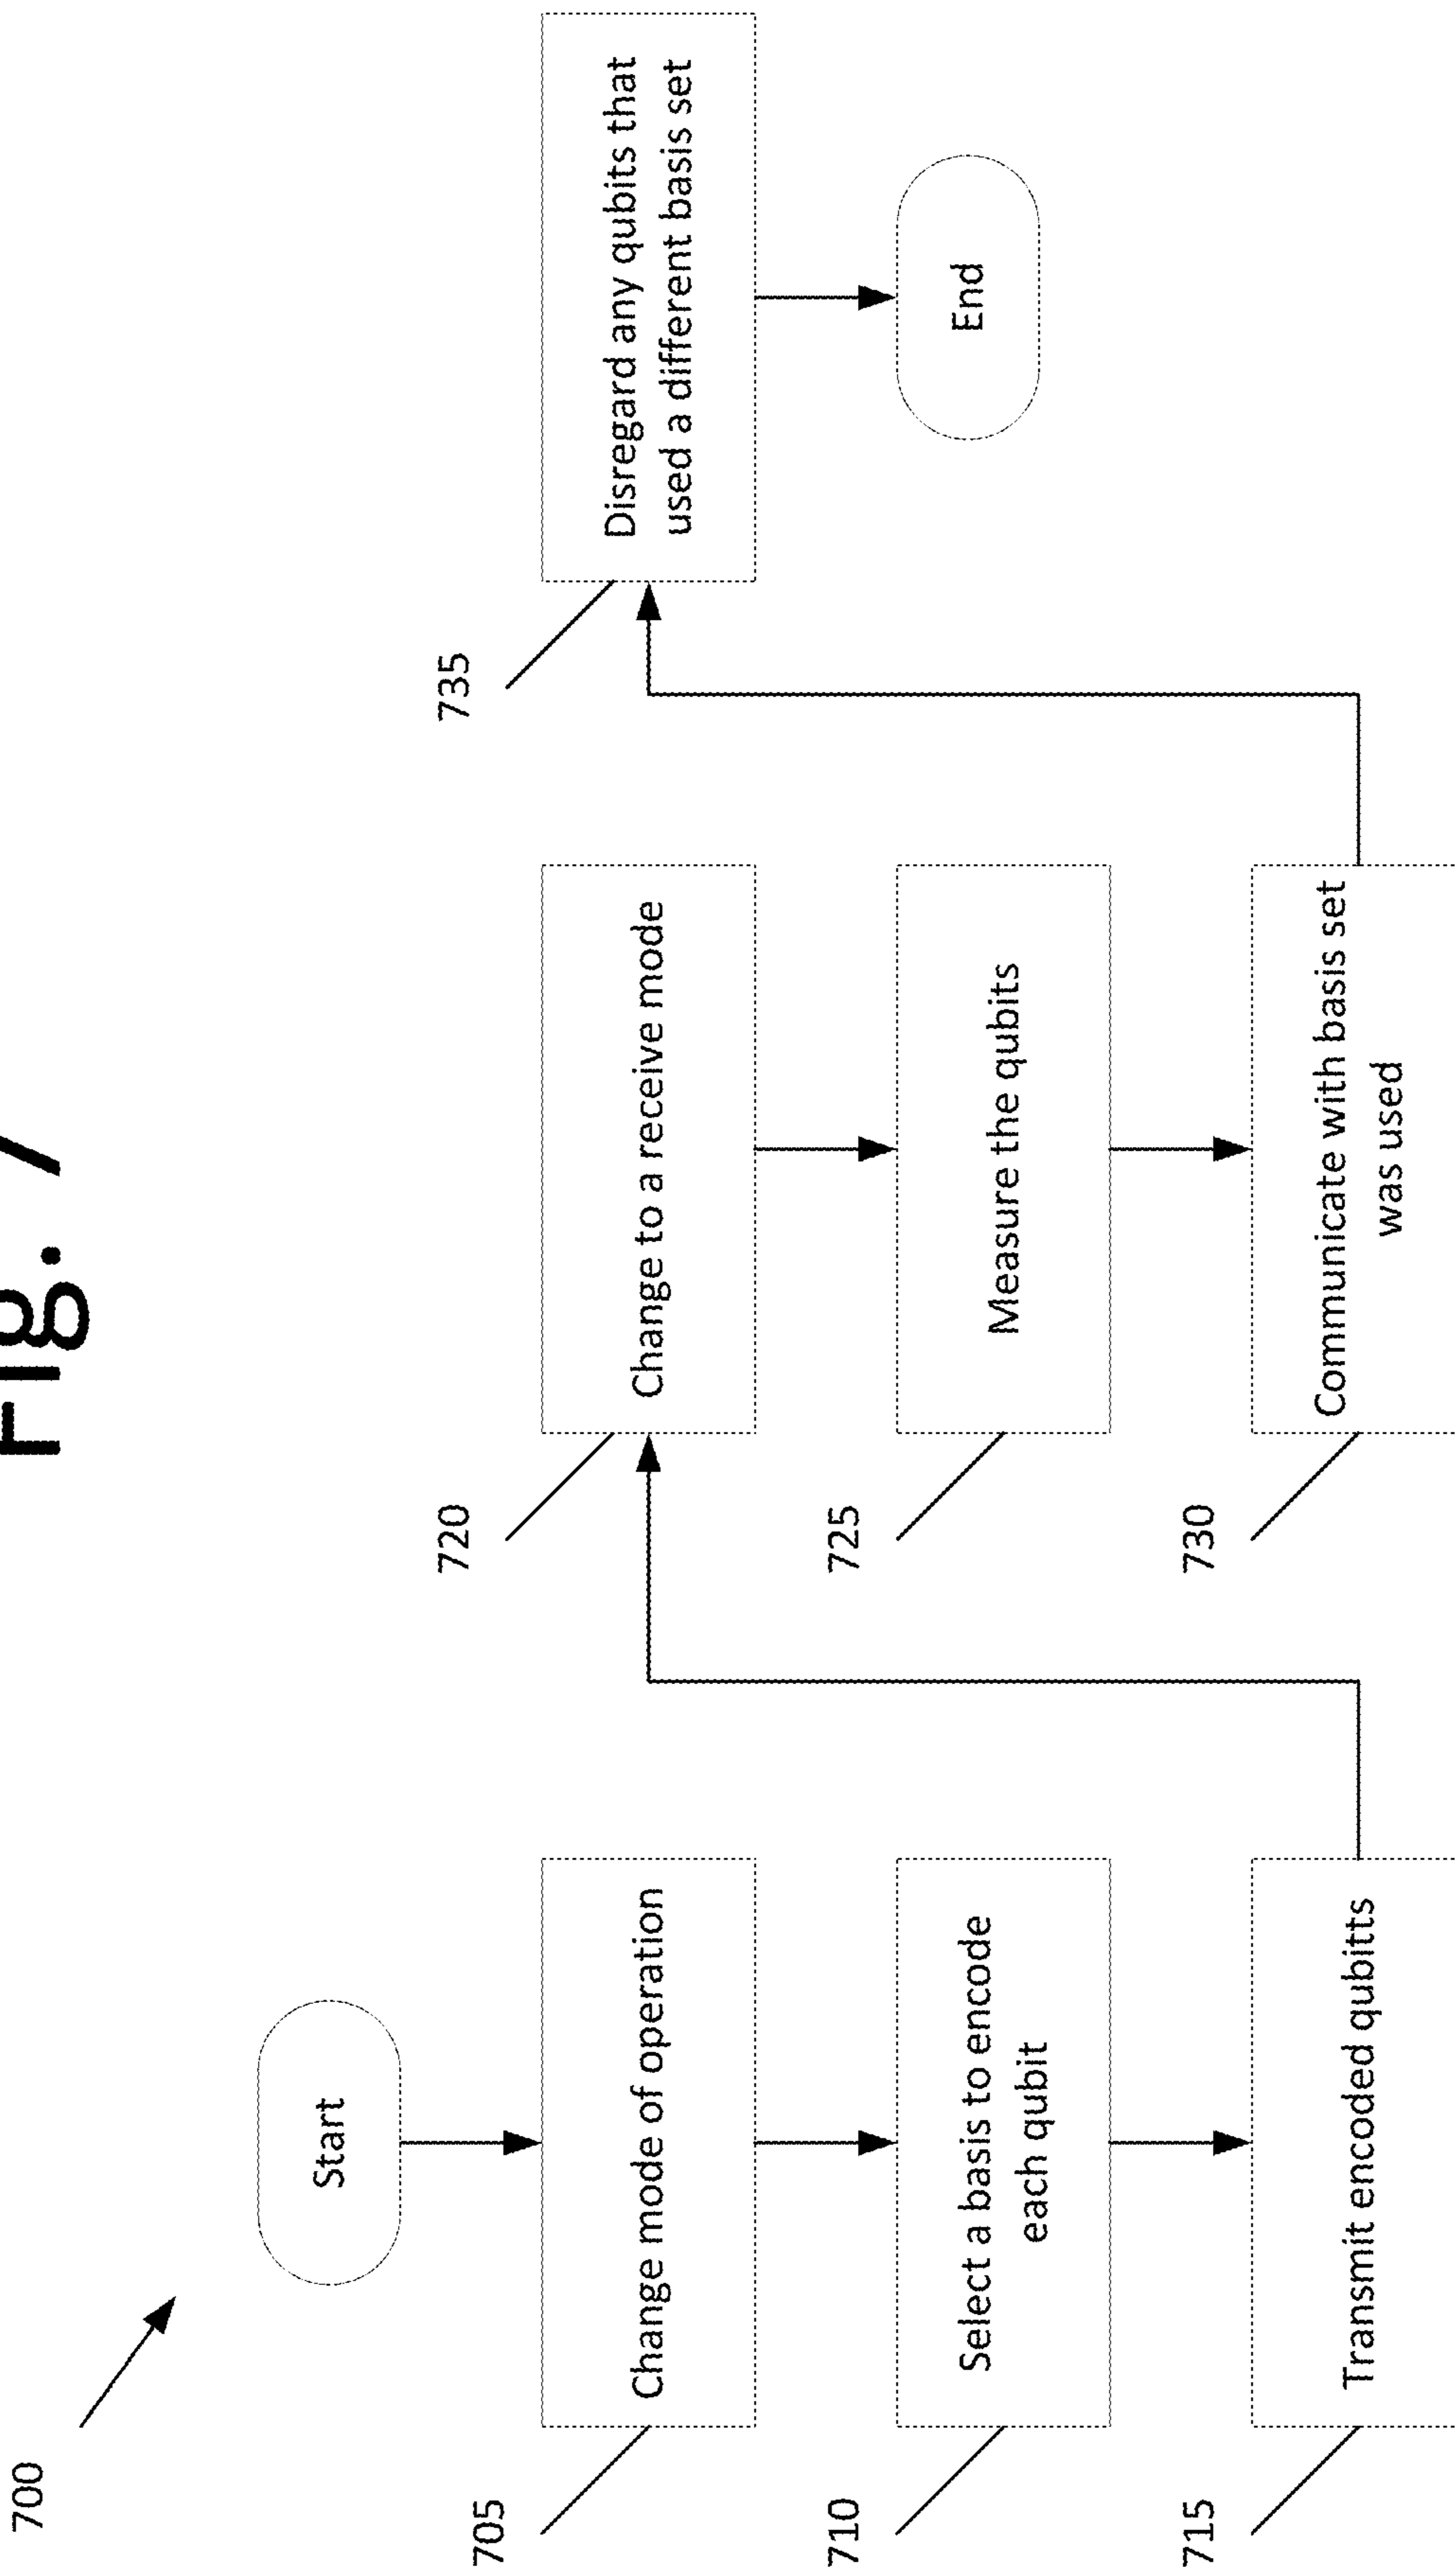 Fig. 7
700
Start
705
Change mode of operation
710
Select a basis to encode
each qubit
715
Transmit encoded qubitts
720
Change to a receive mode
725
Measure the qubits
730
Communicate with basis set
was used
735
Disregard any qubits that
used a different basis set
End